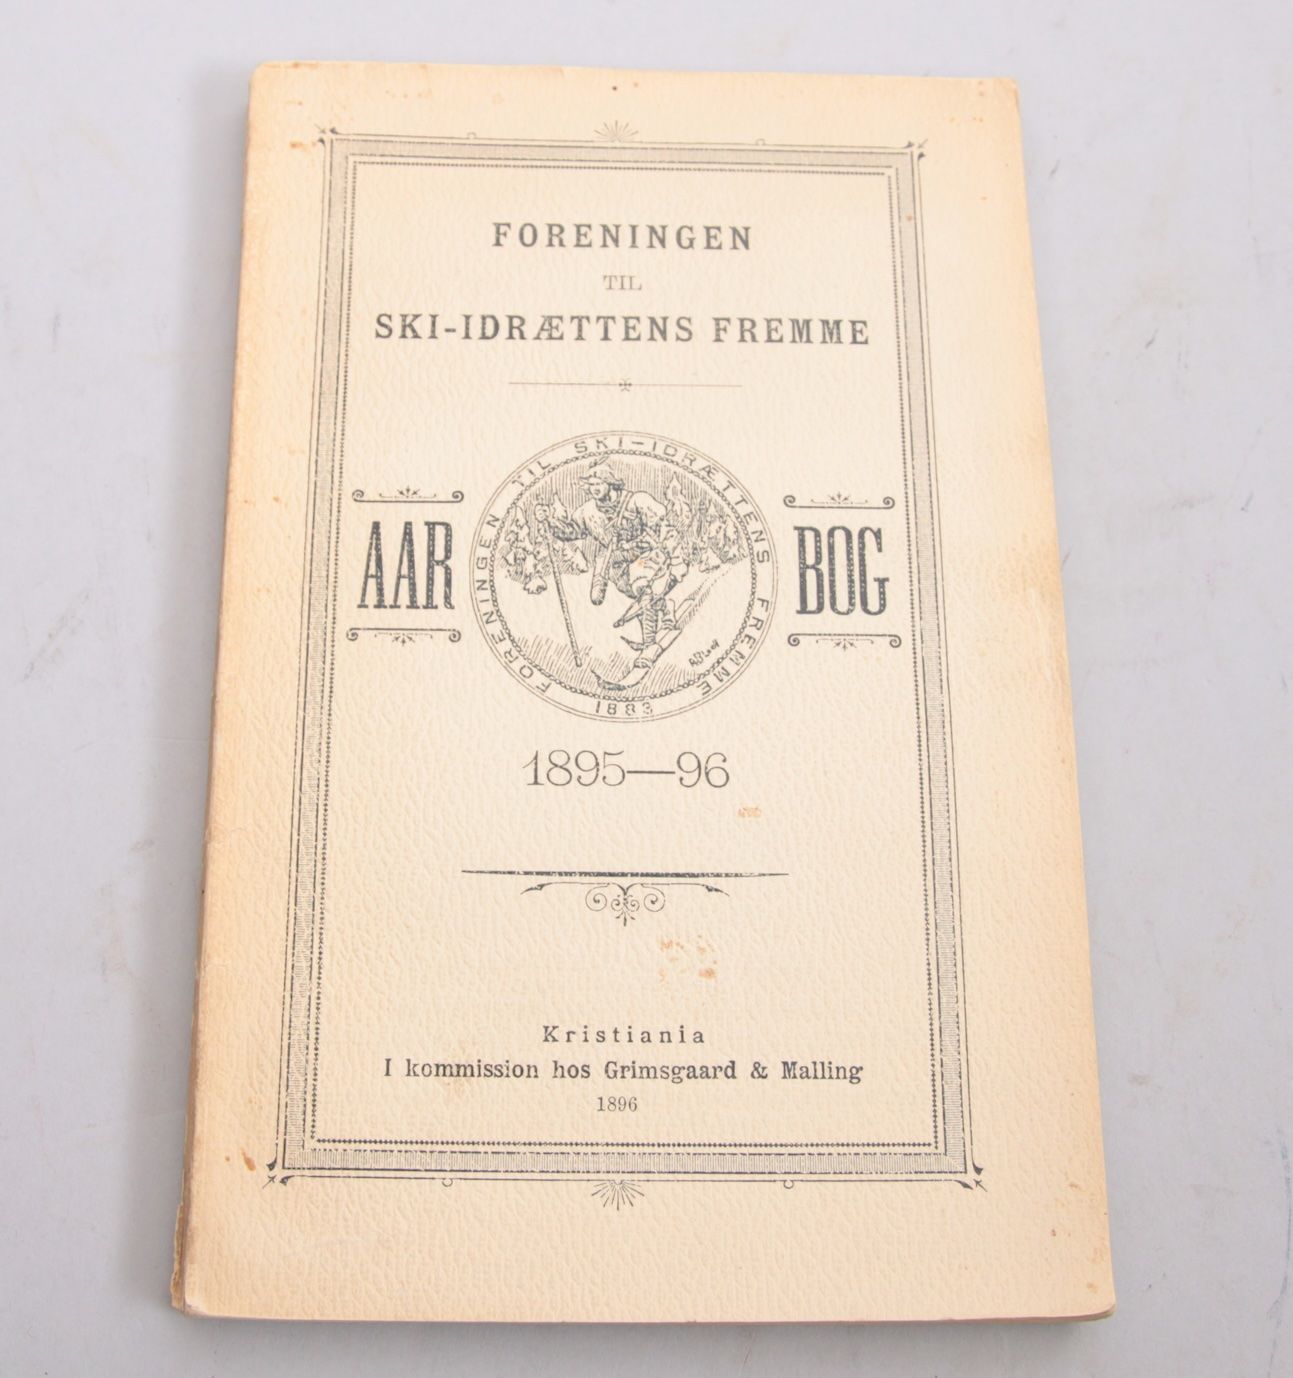 FORENINGEN
TIL
SKI-IDRÆTTENS FREMME
AAR BOG
FORENINGEN TIL SKI-IDRÆTTENS FREMME
1883
1895—96
Kristiania
I kommission hos Grimsgaard & Malling
1896